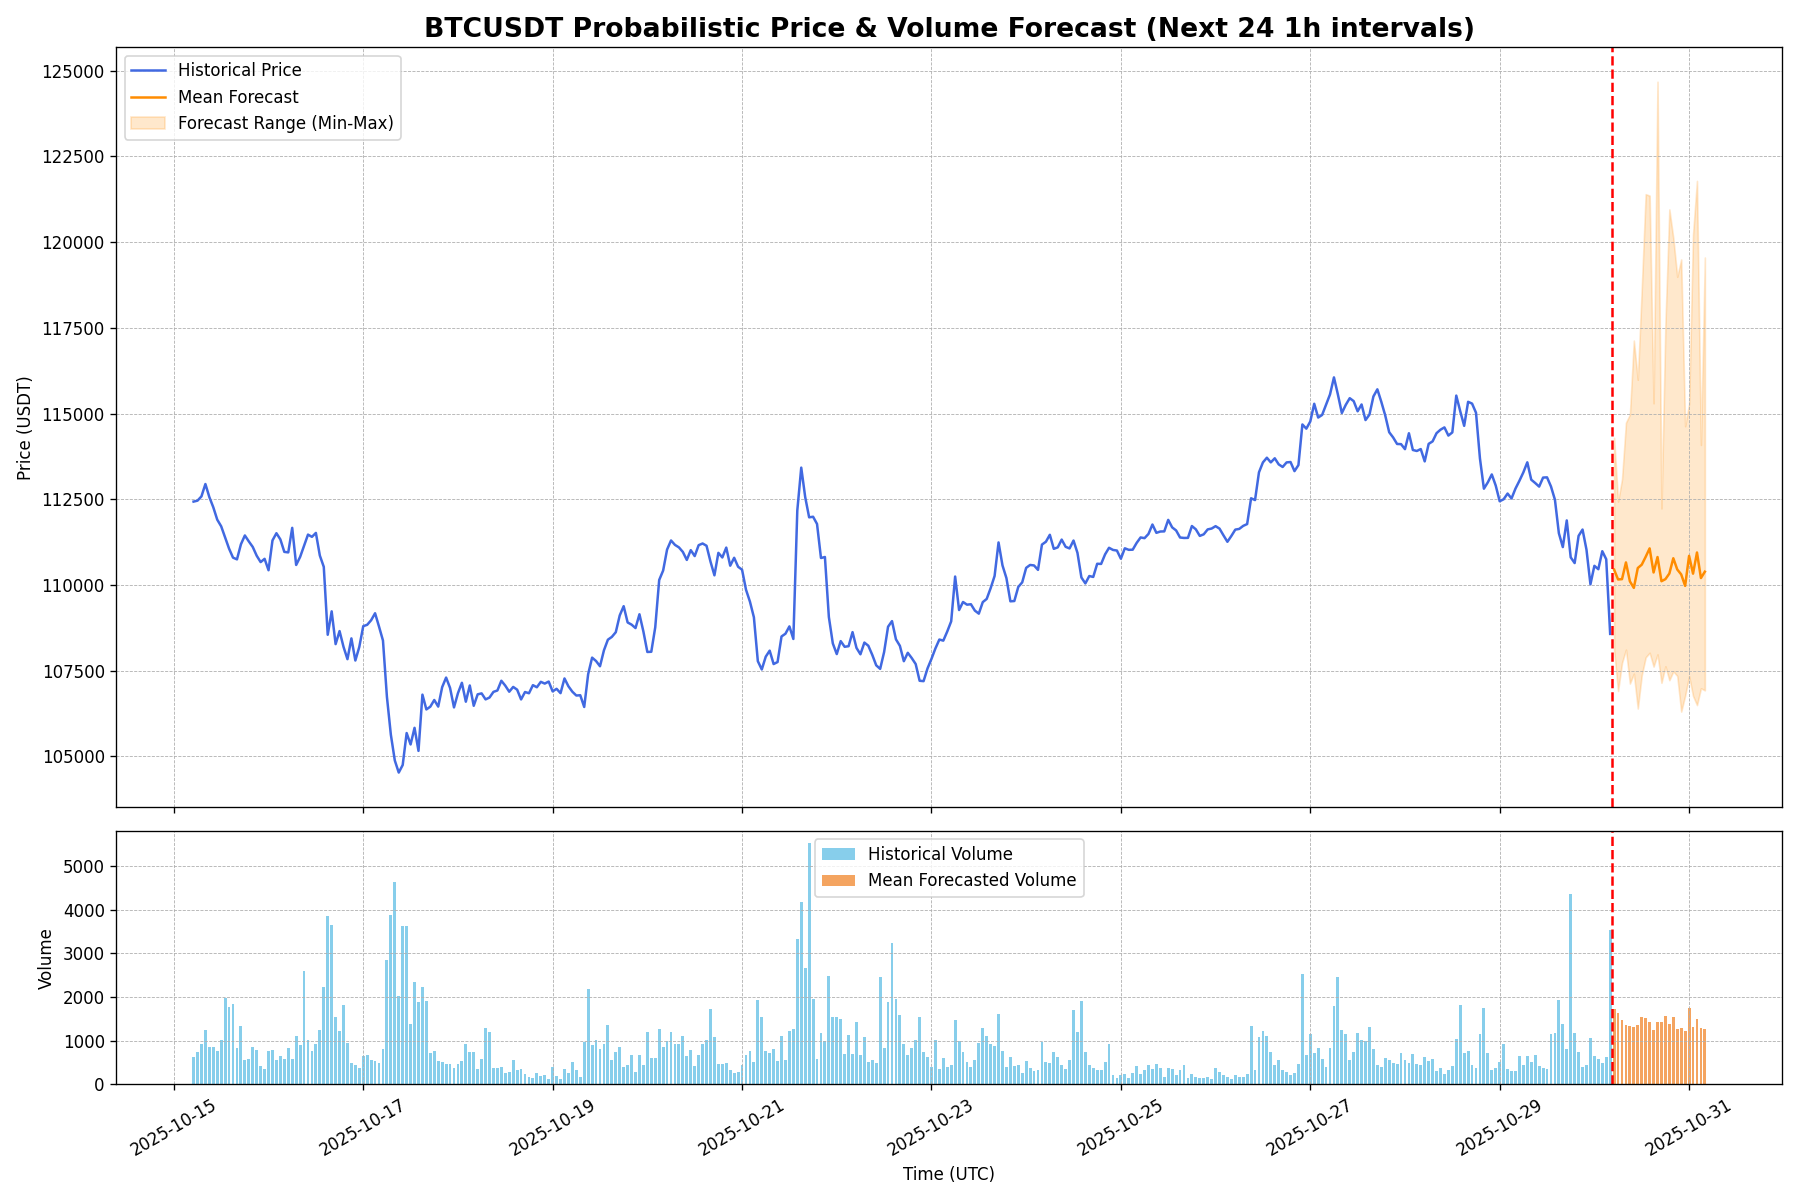 BTCUSDT Probabilistic Price & Volume Forecast (Next 24 1h intervals)
Historical Price
Mean Forecast
Forecast Range (Min-Max)
125000
122500
120000
117500
115000
112500
110000
107500
105000
Price (USDT)
Historical Volume
Mean Forecasted Volume
5000
4000
3000
2000
1000
0
Volume
2025-10-15
2025-10-17
2025-10-19
2025-10-21
2025-10-23
2025-10-25
2025-10-27
2025-10-29
2025-10-31
Time (UTC)